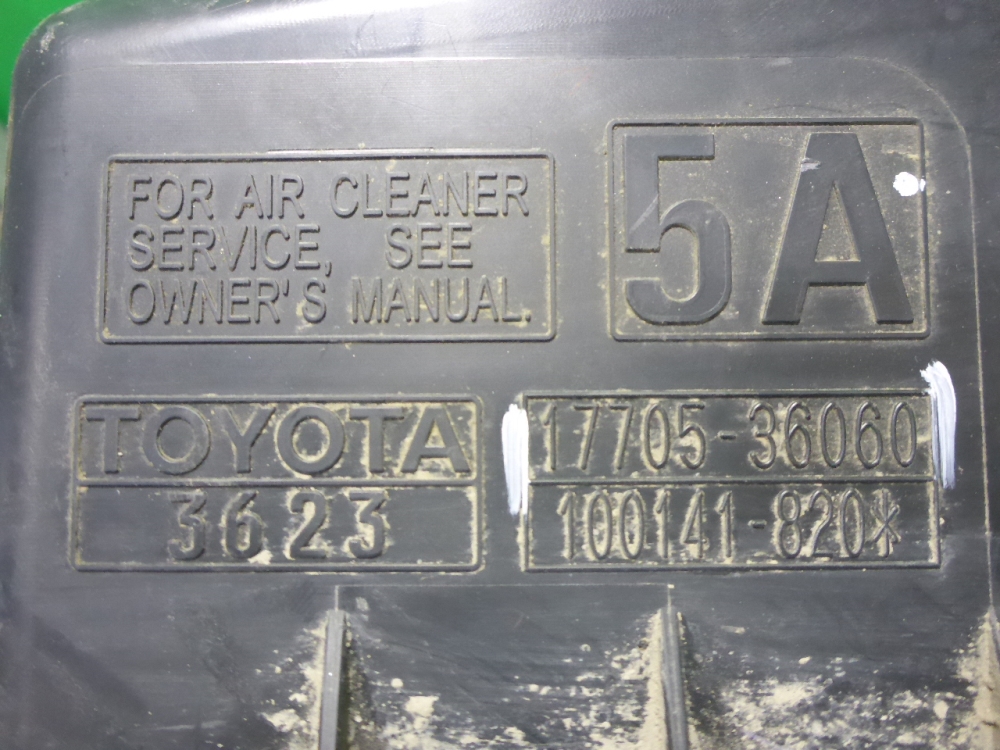 FOR AIR CLEANER
SERVICE, SEE
OWNER'S MANUAL.
5A
TOYOTA
3623
17705-36060
100141-820*